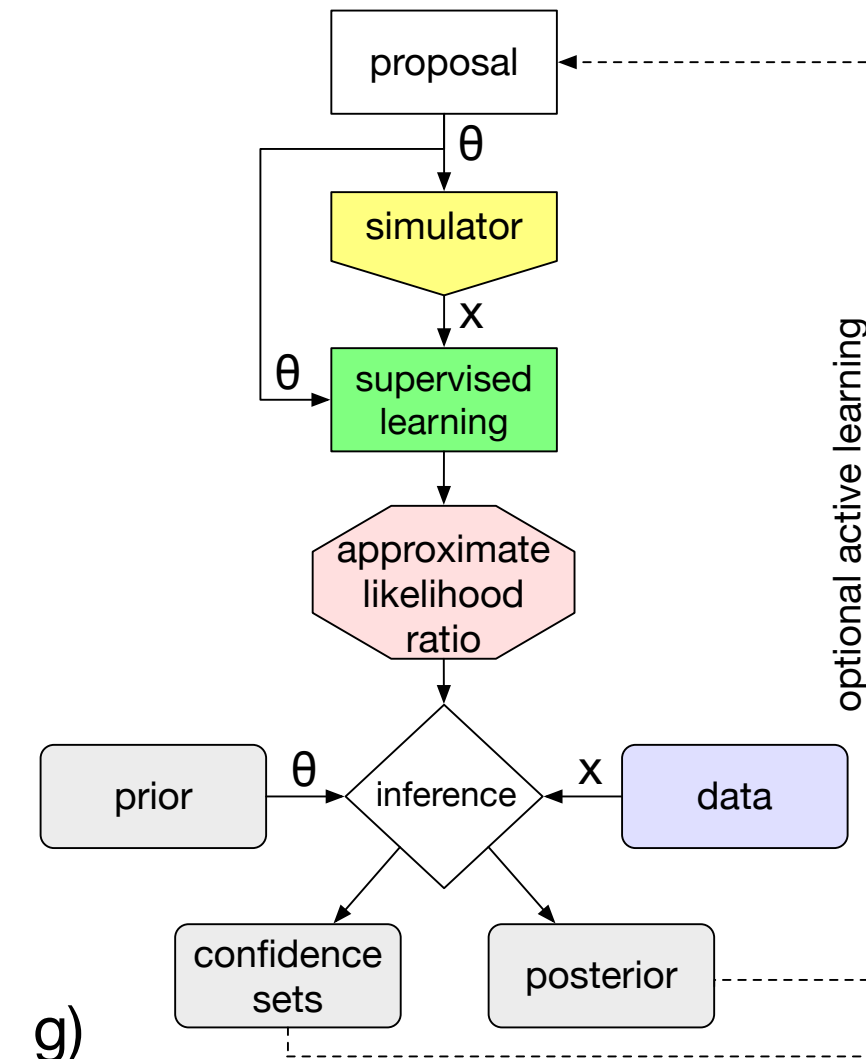 proposal
θ
simulator
x
θ
supervised
learning
approximate
likelihood
ratio
optional active learning
prior
θ
inference
x
data
confidence
sets
posterior
g)